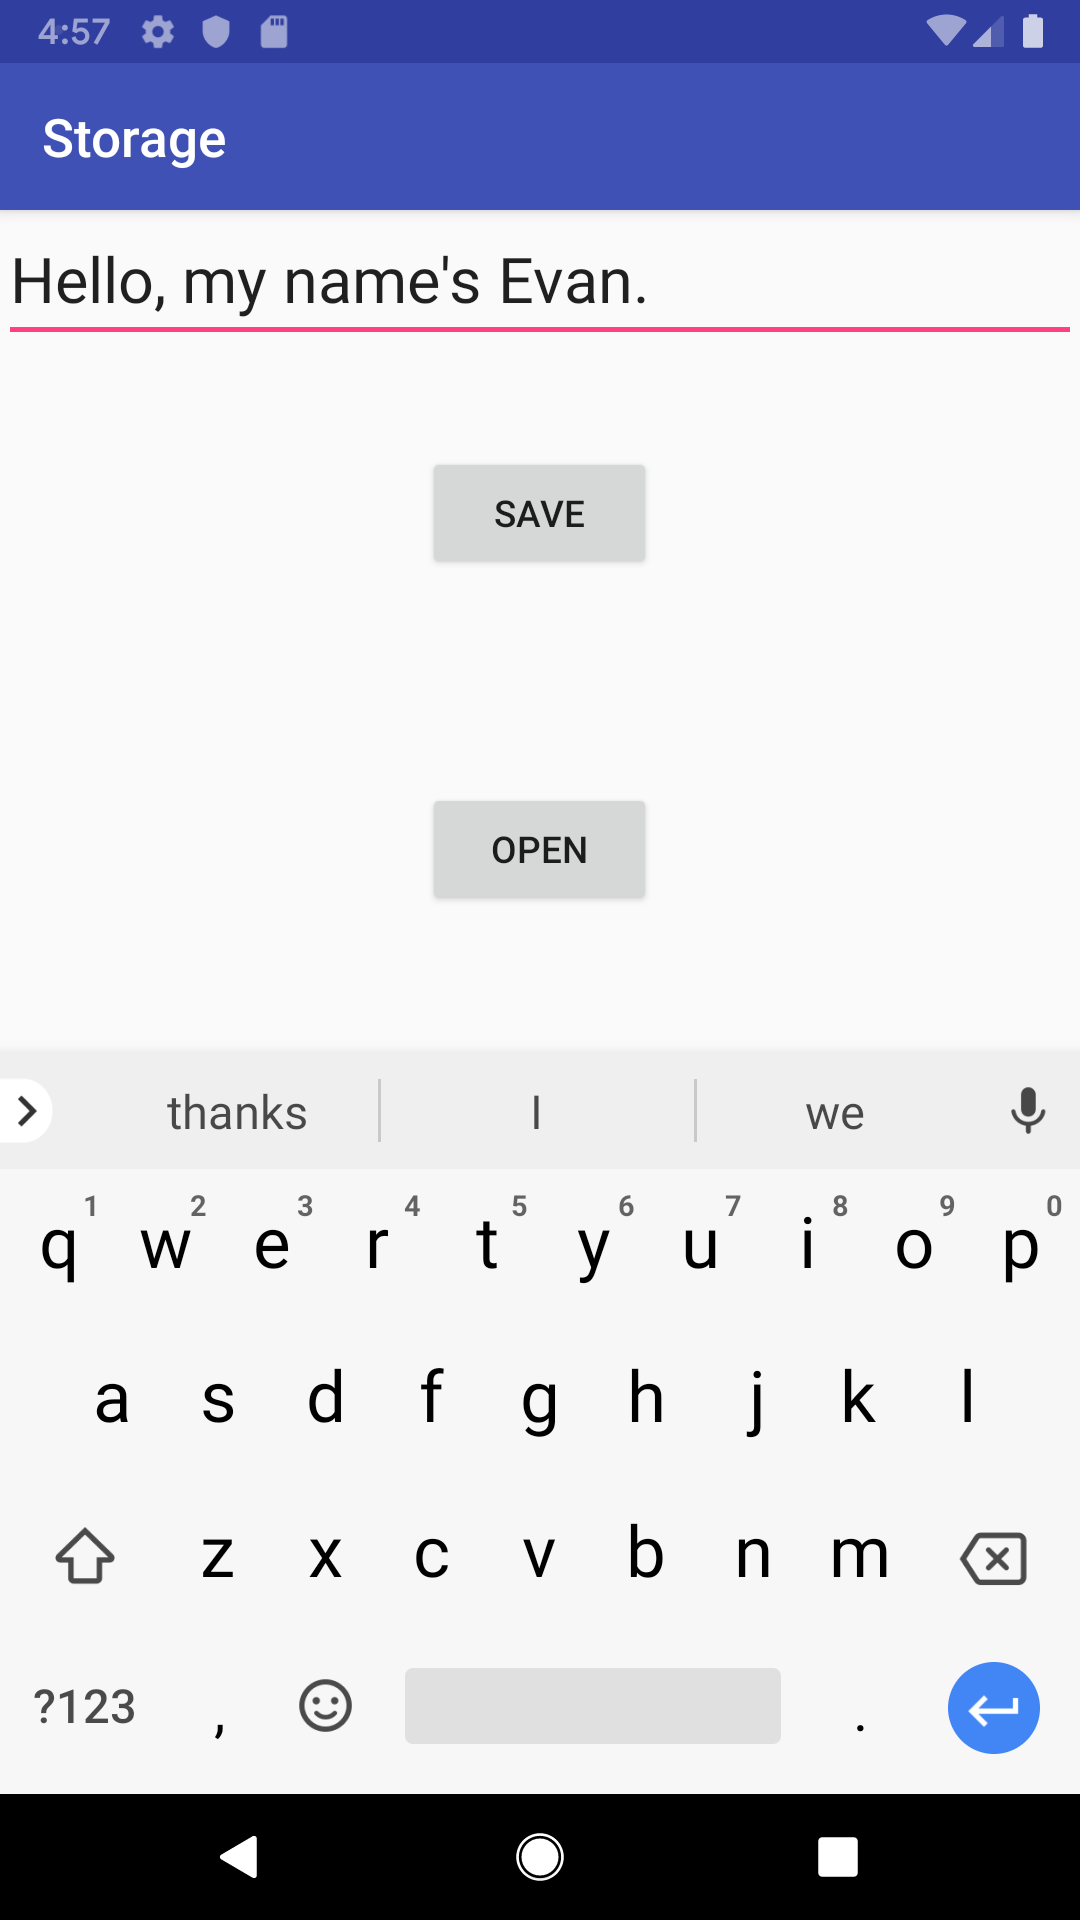 4:57
Storage
Hello, my name's Evan.
SAVE
OPEN
thanks I we
1 2 3 4 5 6 7 8 9 0
q w e r t y u i o p
a s d f g h j k l
z x c v b n m
?123 , .